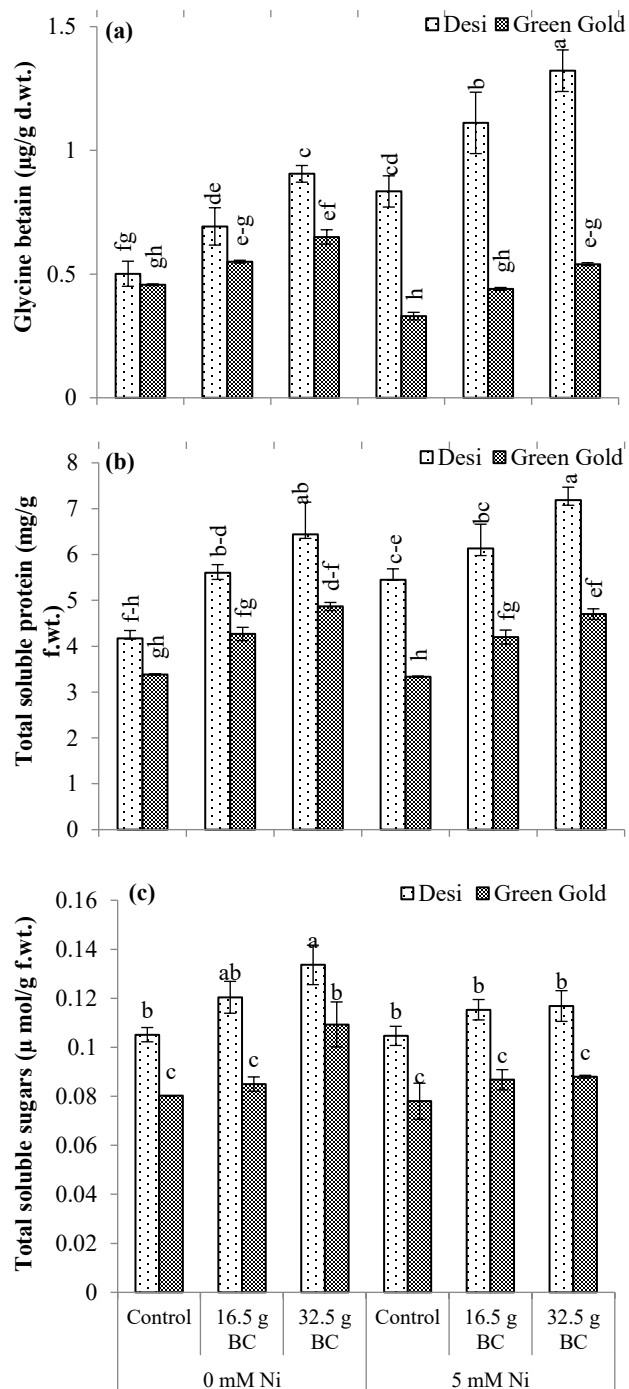 (a)
Desi
Green Gold
Glycine betain (µg/g d.wt.)
1.5
1
0.5
0
fg
gh
de
e-g
c
ef
cd
h
b
gh
a
e-g
(b)
Desi
Green Gold
Total soluble protein (mg/g
f.wt.)
8
7
6
5
4
3
2
1
0
f-h
gh
b-d
fg
ab
d-f
c-e
h
bc
fg
a
ef
(c)
Desi
Green Gold
Total soluble sugars (µ mol/g f.wt.)
0.16
0.14
0.12
0.1
0.08
0.06
0.04
0.02
0
b
c
ab
c
a
b
b
c
b
c
b
c
Control
16.5 g
BC
32.5 g
BC
Control
16.5 g
BC
32.5 g
BC
0 mM Ni
5 mM Ni